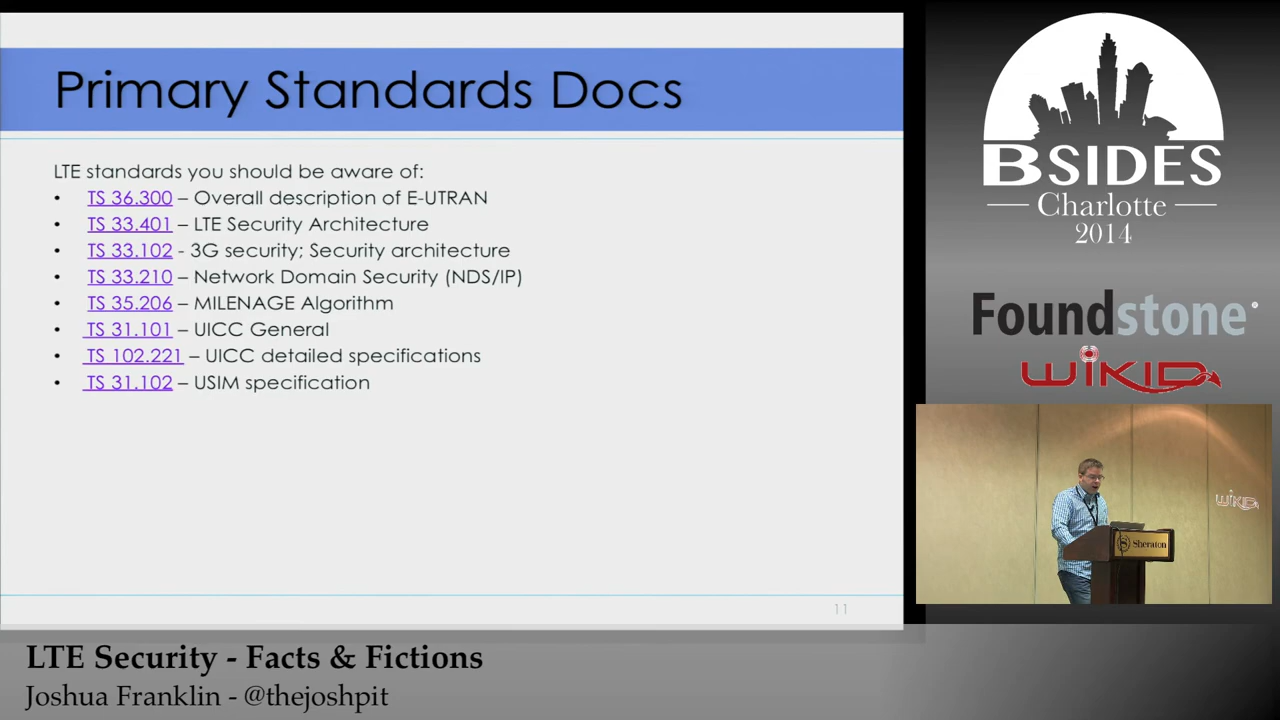 Primary Standards Docs
LTE standards you should be aware of:
• TS 36.300 – Overall description of E-UTRAN
• TS 33.401 – LTE Security Architecture
• TS 33.102 - 3G security; Security architecture
• TS 33.210 – Network Domain Security (NDS/IP)
• TS 35.206 – MILENAGE Algorithm
• TS 31.101 – UICC General
• TS 102.221 – UICC detailed specifications
• TS 31.102 – USIM specification
11
BSIDES
Charlotte
2014
Foundstone
WiKID
WiKID
Sheraton
LTE Security - Facts & Fictions
Joshua Franklin - @thejoshpit